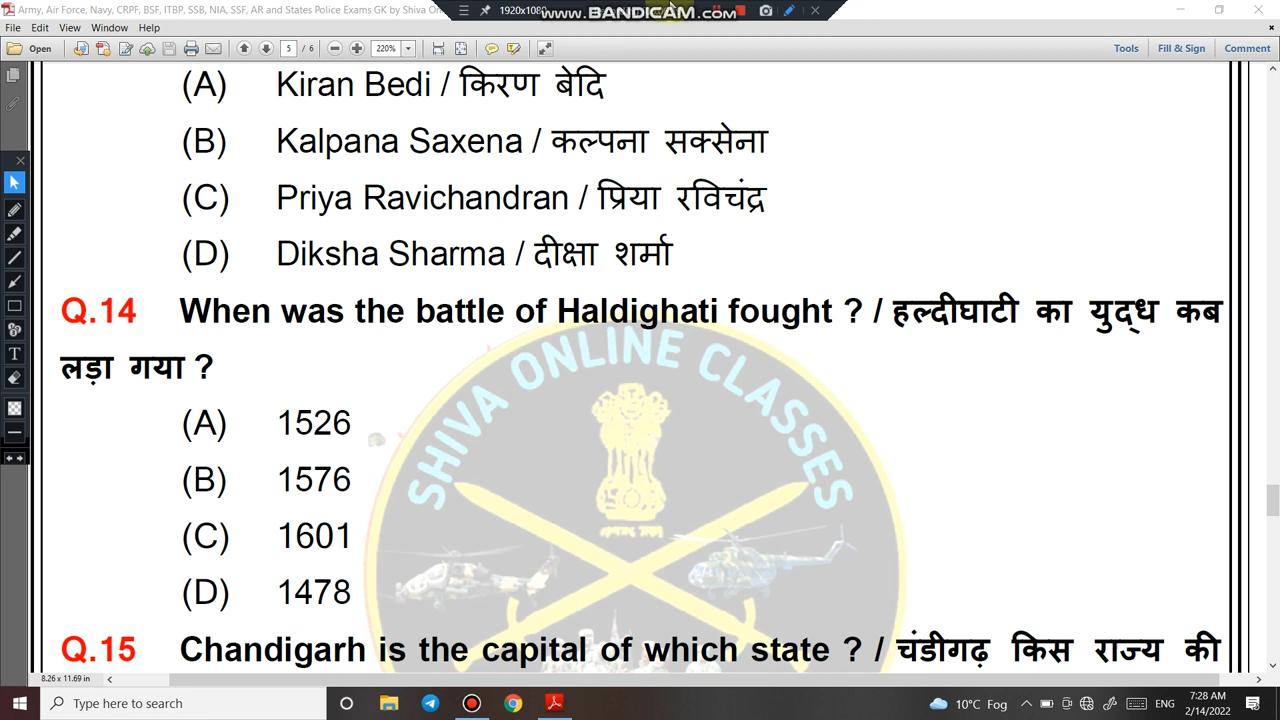 Army, Air Force, Navy, CRPF, BSF, ITBP, SSB, NIA, SSF, AR and States Police Exams GK by Shiva On
1920x1080
www.BANDICAM.com
File Edit View Window Help
Open 5 / 6 220% Tools Fill & Sign Comment
(A) Kiran Bedi / किरण बेदि
(B) Kalpana Saxena / कल्पना सक्सेना
(C) Priya Ravichandran / प्रिया रविचंद्र
(D) Diksha Sharma / दीक्षा शर्मा
Q.14 When was the battle of Haldighati fought ? / हल्दीघाटी का युद्ध कब
लड़ा गया ?
(A) 1526
(B) 1576
(C) 1601
(D) 1478
SHIVA ONLINE CLASSES
Q.15 Chandigarh is the capital of which state ? / चंडीगढ़ किस राज्य की
8.26 x 11.69 in
Type here to search
10°C Fog
ENG
7:28 AM
2/14/2022